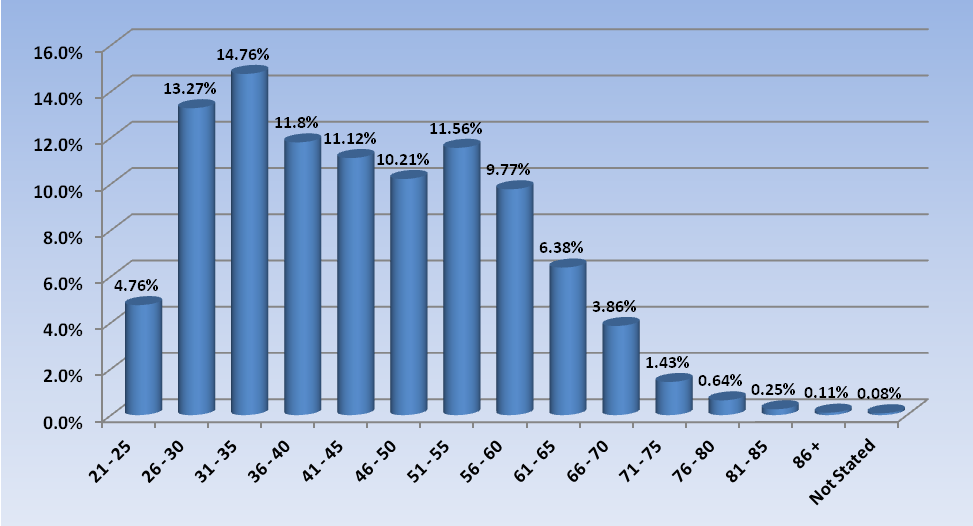 16.0%
14.0%
12.0%
10.0%
8.0%
6.0%
4.0%
2.0%
0.0%
4.76%
13.27%
14.76%
11.8%
11.12%
10.21%
11.56%
9.77%
6.38%
3.86%
1.43%
0.64%
0.25%
0.11%
0.08%
21 - 25
26 - 30
31 - 35
36 - 40
41 - 45
46 - 50
51 - 55
56 - 60
61 - 65
66 - 70
71 - 75
76 - 80
81 - 85
86 +
Not Stated